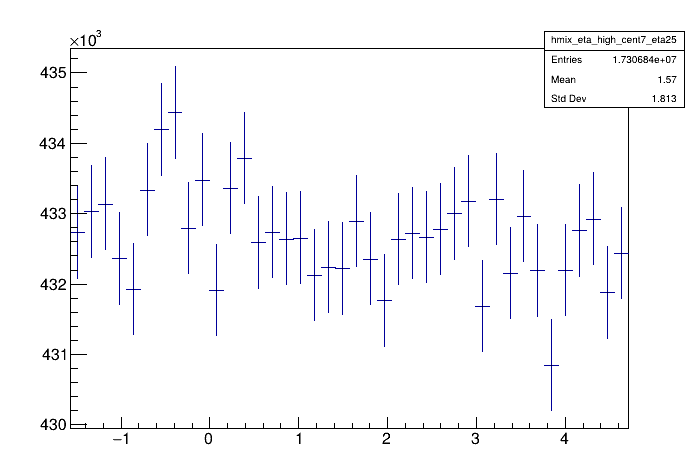 ×10³
hmix_eta_high_cent7_eta25
Entries 1.730684e+07
Mean 1.57
Std Dev 1.813
435
434
433
432
431
430
−1 0 1 2 3 4